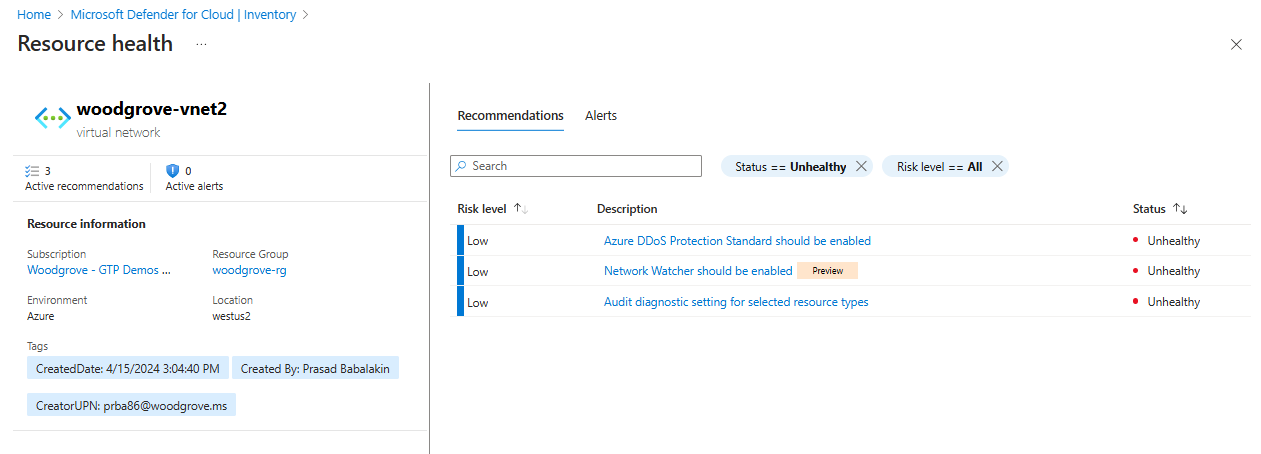 Home > Microsoft Defender for Cloud | Inventory >
Resource health ...
woodgrove-vnet2
virtual network
3
Active recommendations
0
Active alerts
Resource information
Subscription
Woodgrove - GTP Demos ...
Resource Group
woodgrove-rg
Environment
Azure
Location
westus2
Tags
CreatedDate: 4/15/2024 3:04:40 PM
Created By: Prasad Babalakin
CreatorUPN: prba86@woodgrove.ms
Recommendations Alerts
Search
Status == Unhealthy
Risk level == All
Risk level Description Status
Low Azure DDoS Protection Standard should be enabled Unhealthy
Low Network Watcher should be enabled Preview Unhealthy
Low Audit diagnostic setting for selected resource types Unhealthy